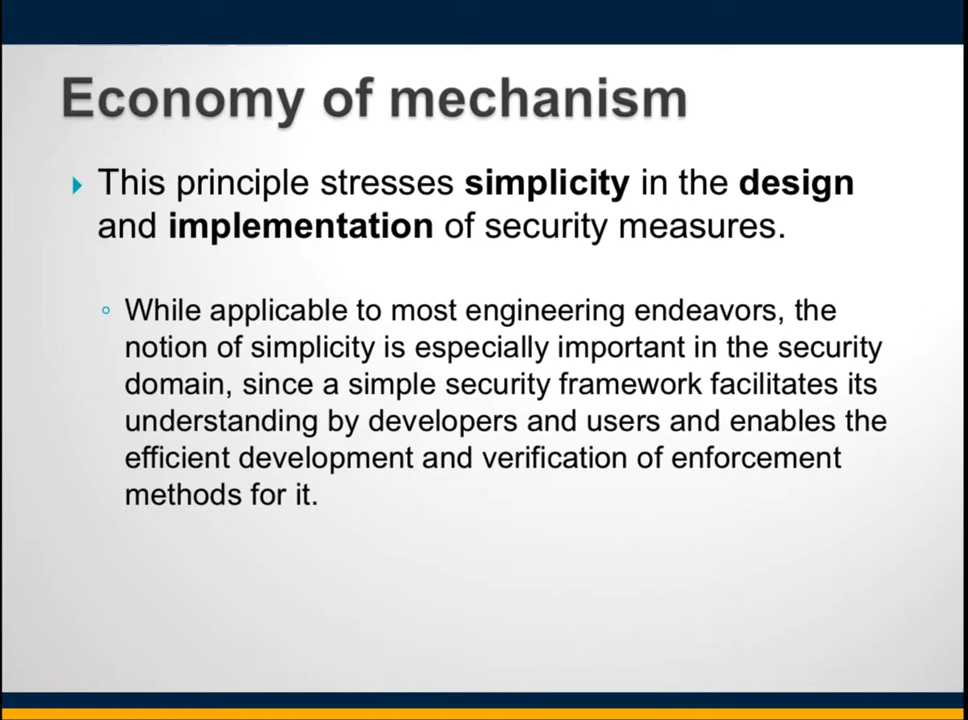 Economy of mechanism
This principle stresses simplicity in the design
and implementation of security measures.
While applicable to most engineering endeavors, the
notion of simplicity is especially important in the security
domain, since a simple security framework facilitates its
understanding by developers and users and enables the
efficient development and verification of enforcement
methods for it.